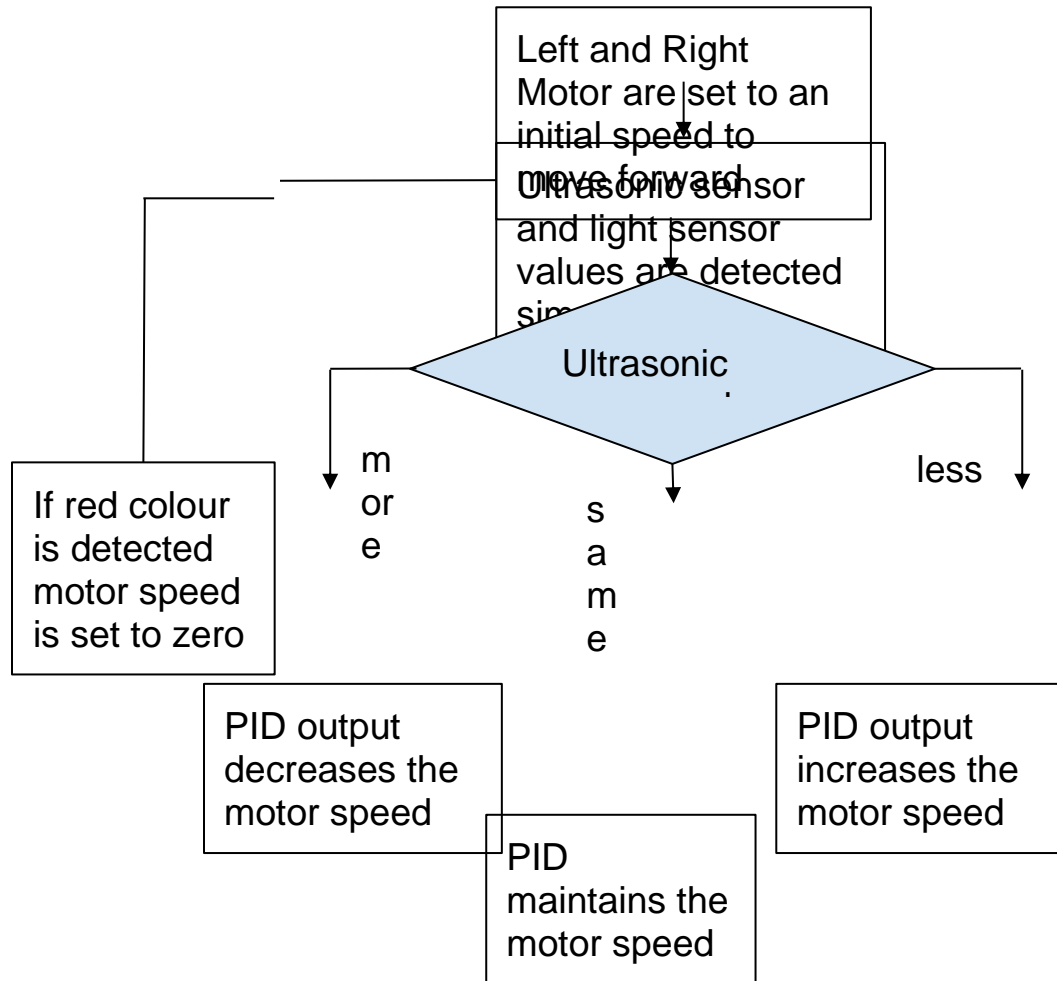 Left and Right
Motor are set to an
initial speed to
move forward
Ultrasonic sensor
and light sensor
values are detected
Ultrasonic
m
or
e
s
a
m
e
less
If red colour
is detected
motor speed
is set to zero
PID output
decreases the
motor speed
PID
maintains the
motor speed
PID output
increases the
motor speed